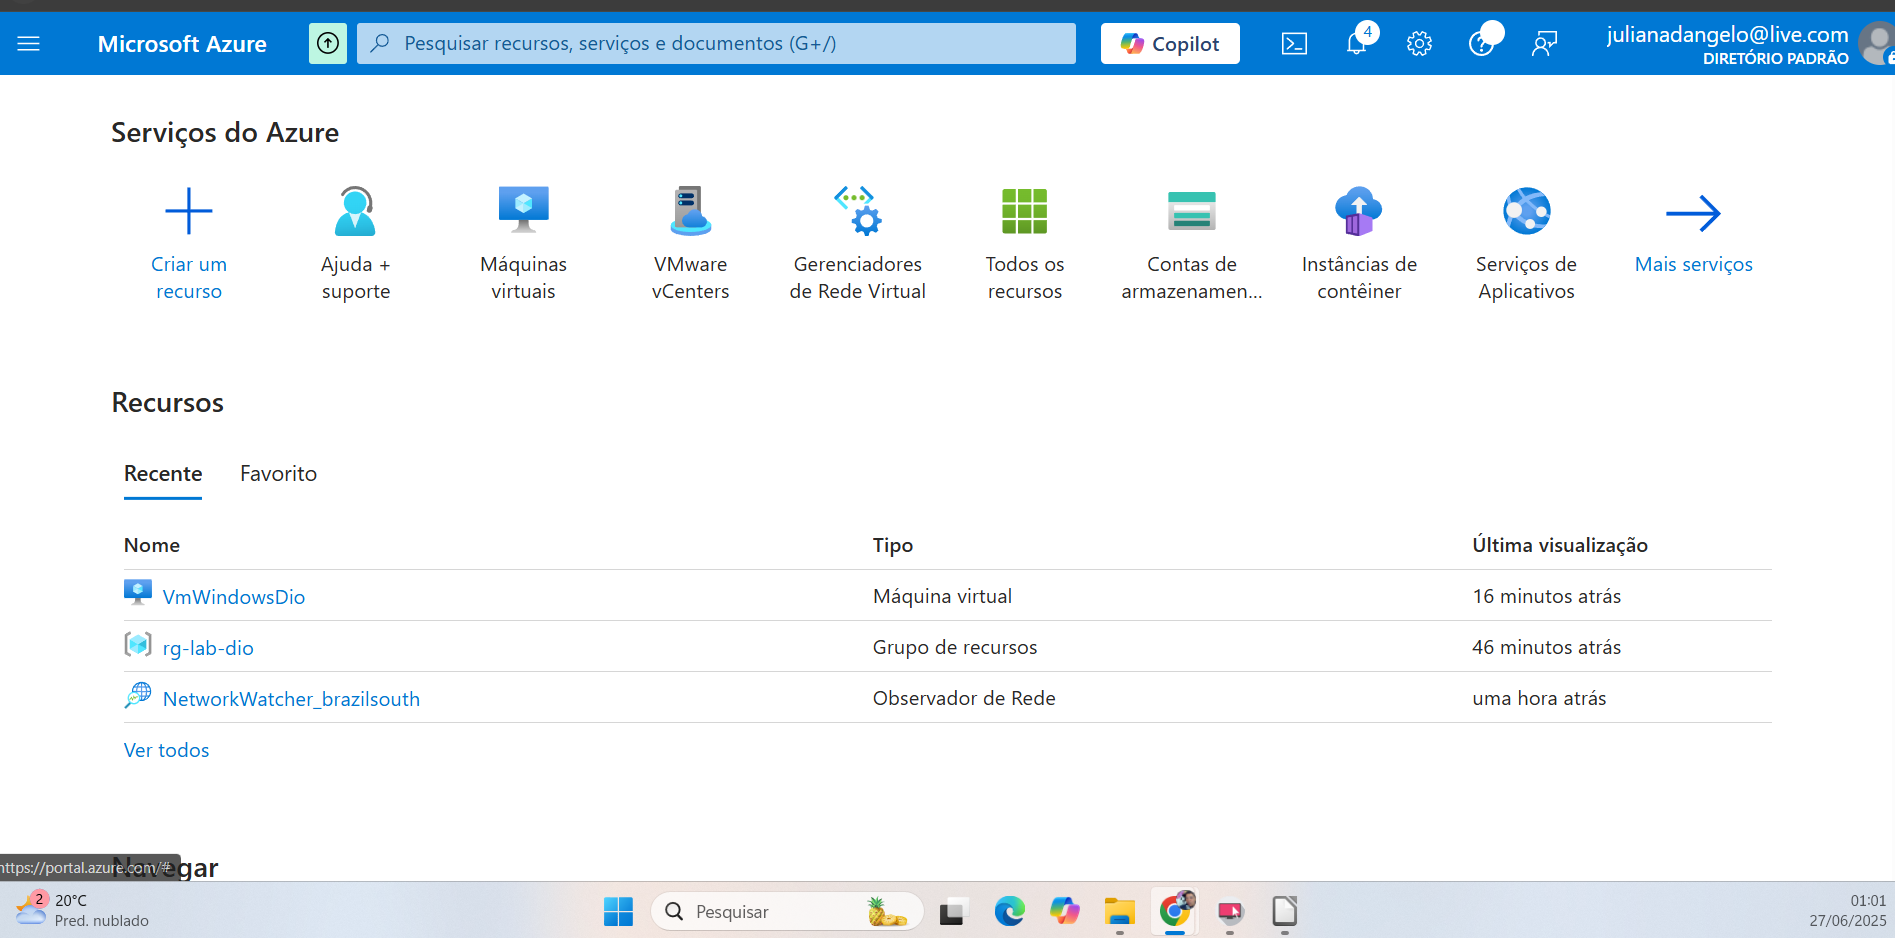 Microsoft Azure
Pesquisar recursos, serviços e documentos (G+/)
Copilot
4
julianadangelo@live.com
DIRETÓRIO PADRÃO
Serviços do Azure
Criar um recurso
Ajuda + suporte
Máquinas virtuais
VMware vCenters
Gerenciadores de Rede Virtual
Todos os recursos
Contas de armazenamen...
Instâncias de contêiner
Serviços de Aplicativos
Mais serviços
Recursos
Recente
Favorito
Nome
Tipo
Última visualização
VmWindowsDio
Máquina virtual
16 minutos atrás
rg-lab-dio
Grupo de recursos
46 minutos atrás
NetworkWatcher_brazilsouth
Observador de Rede
uma hora atrás
Ver todos
Navegar
https://portal.azure.com/#
2
20°C
Pred. nublado
Pesquisar
01:01
27/06/2025